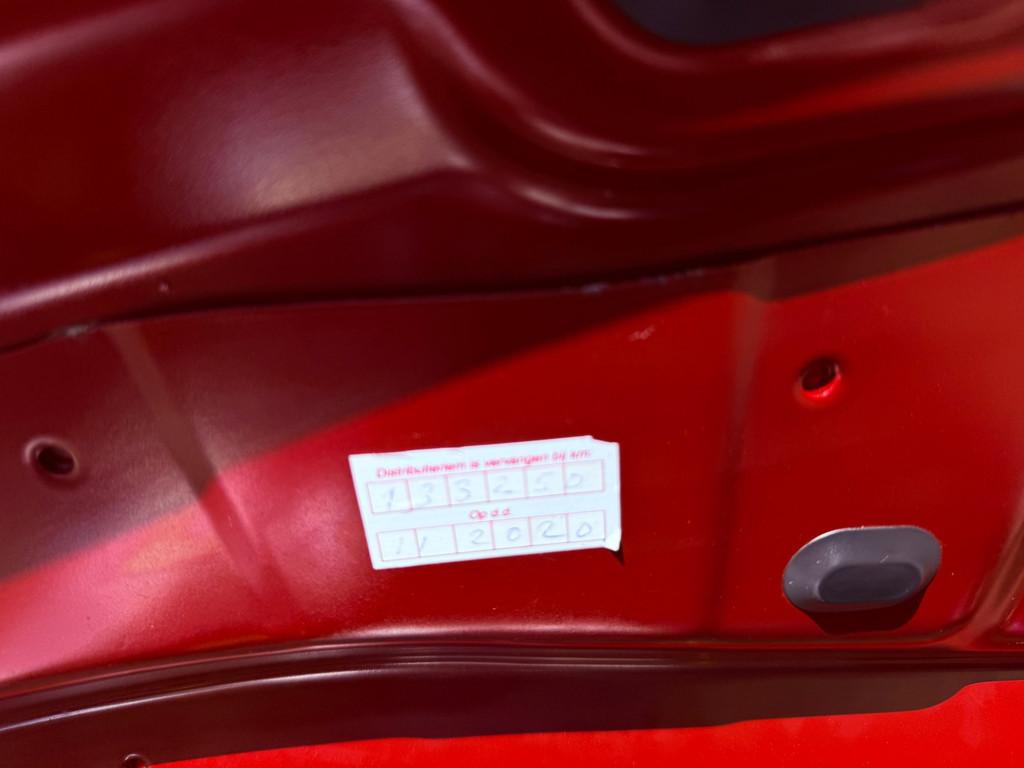 Distributieriem is vervangen bij km:
133250
Op d.d.
11 2020